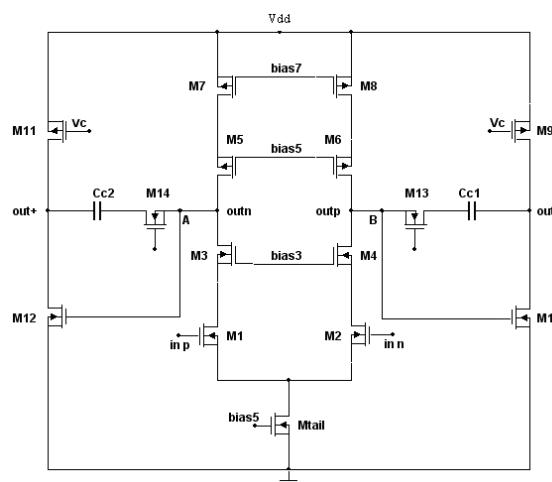 Vdd
bias7
M7
M8
M11
Vc
Vc
M9
M5
bias5
M6
Cc2
M14
M13
Cc1
out+
A
outn
outp
B
out
M3
bias3
M4
M12
M1
in p
M1
M2
in n
bias5
Mtail